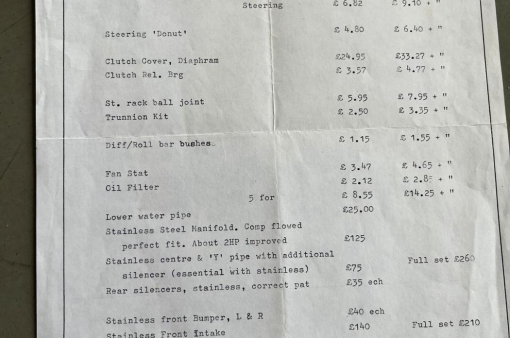 Steering £ 6.82 £ 9.10 + "
Steering 'Donut' £ 4.80 £ 6.40 + "
Clutch Cover, Diaphram £24.95 £33.27 + "
Clutch Rel. Brg £ 3.57 £ 4.77 + "
St. rack ball joint £ 5.95 £ 7.95 + "
Trunnion Kit £ 2.50 £ 3.35 + "
Diff/Roll bar bushes. £ 1.15 £ 1.55 + "
Fan Stat £ 3.47 £ 4.65 + "
Oil Filter £ 2.12 + "
5 for £ 8.55 £14.25 + "
Lower water pipe £25.00
Stainless Steel Manifold. Comp flowed
perfect fit. About 2HP improved £125
Stainless centre & 'Y' pipe with additional
silencer (essential with stainless) £75 Full set £260
Rear silencers, stainless, correct pat £35 ech
Stainless front Bumper, L & R £40 ech
Stainless Front Intake £140 Full set £210